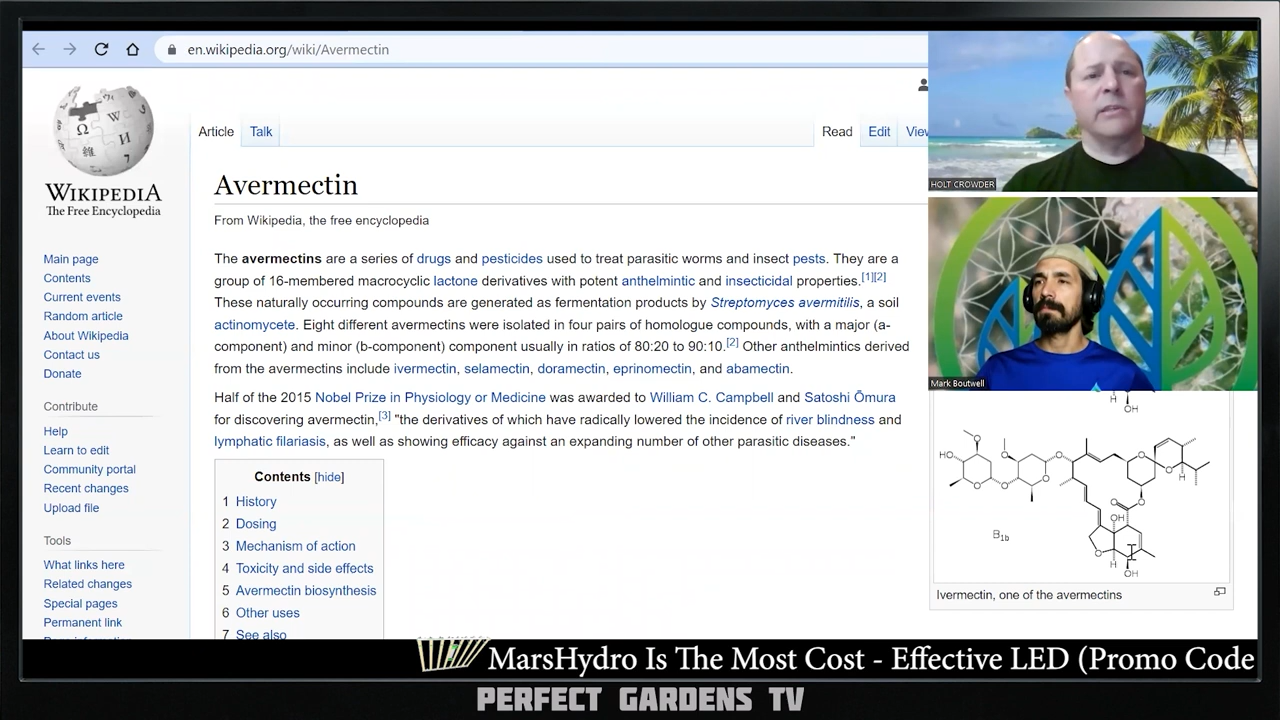 en.wikipedia.org/wiki/Avermectin
WIKIPEDIA
The Free Encyclopedia
Main page
Contents
Current events
Random article
About Wikipedia
Contact us
Donate
Contribute
Help
Learn to edit
Community portal
Recent changes
Upload file
Tools
What links here
Related changes
Special pages
Permanent link
Article Talk
Read Edit
Avermectin
From Wikipedia, the free encyclopedia
The avermectins are a series of drugs and pesticides used to treat parasitic worms and insect pests. They are a
group of 16-membered macrocyclic lactone derivatives with potent anthelmintic and insecticidal properties.[1][2]
These naturally occurring compounds are generated as fermentation products by Streptomyces avermitilis, a soil
actinomycete. Eight different avermectins were isolated in four pairs of homologue compounds, with a major (a-
component) and minor (b-component) component usually in ratios of 80:20 to 90:10.[2] Other anthelmintics derived
from the avermectins include ivermectin, selamectin, doramectin, eprinomectin, and abamectin.
Half of the 2015 Nobel Prize in Physiology or Medicine was awarded to William C. Campbell and Satoshi Ōmura
for discovering avermectin,[3] "the derivatives of which have radically lowered the incidence of river blindness and
lymphatic filariasis, as well as showing efficacy against an expanding number of other parasitic diseases."
Contents [hide]
1 History
2 Dosing
3 Mechanism of action
4 Toxicity and side effects
5 Avermectin biosynthesis
6 Other uses
7 See also
HOLT CROWDER
Mark Boutwell
OH
HO
O
O
O
O
O
O
O
O
H
O
O
OH
B1b
O
H
OH
Ivermectin, one of the avermectins
MarsHydro Is The Most Cost - Effective LED (Promo Code
PERFECT GARDENS TV